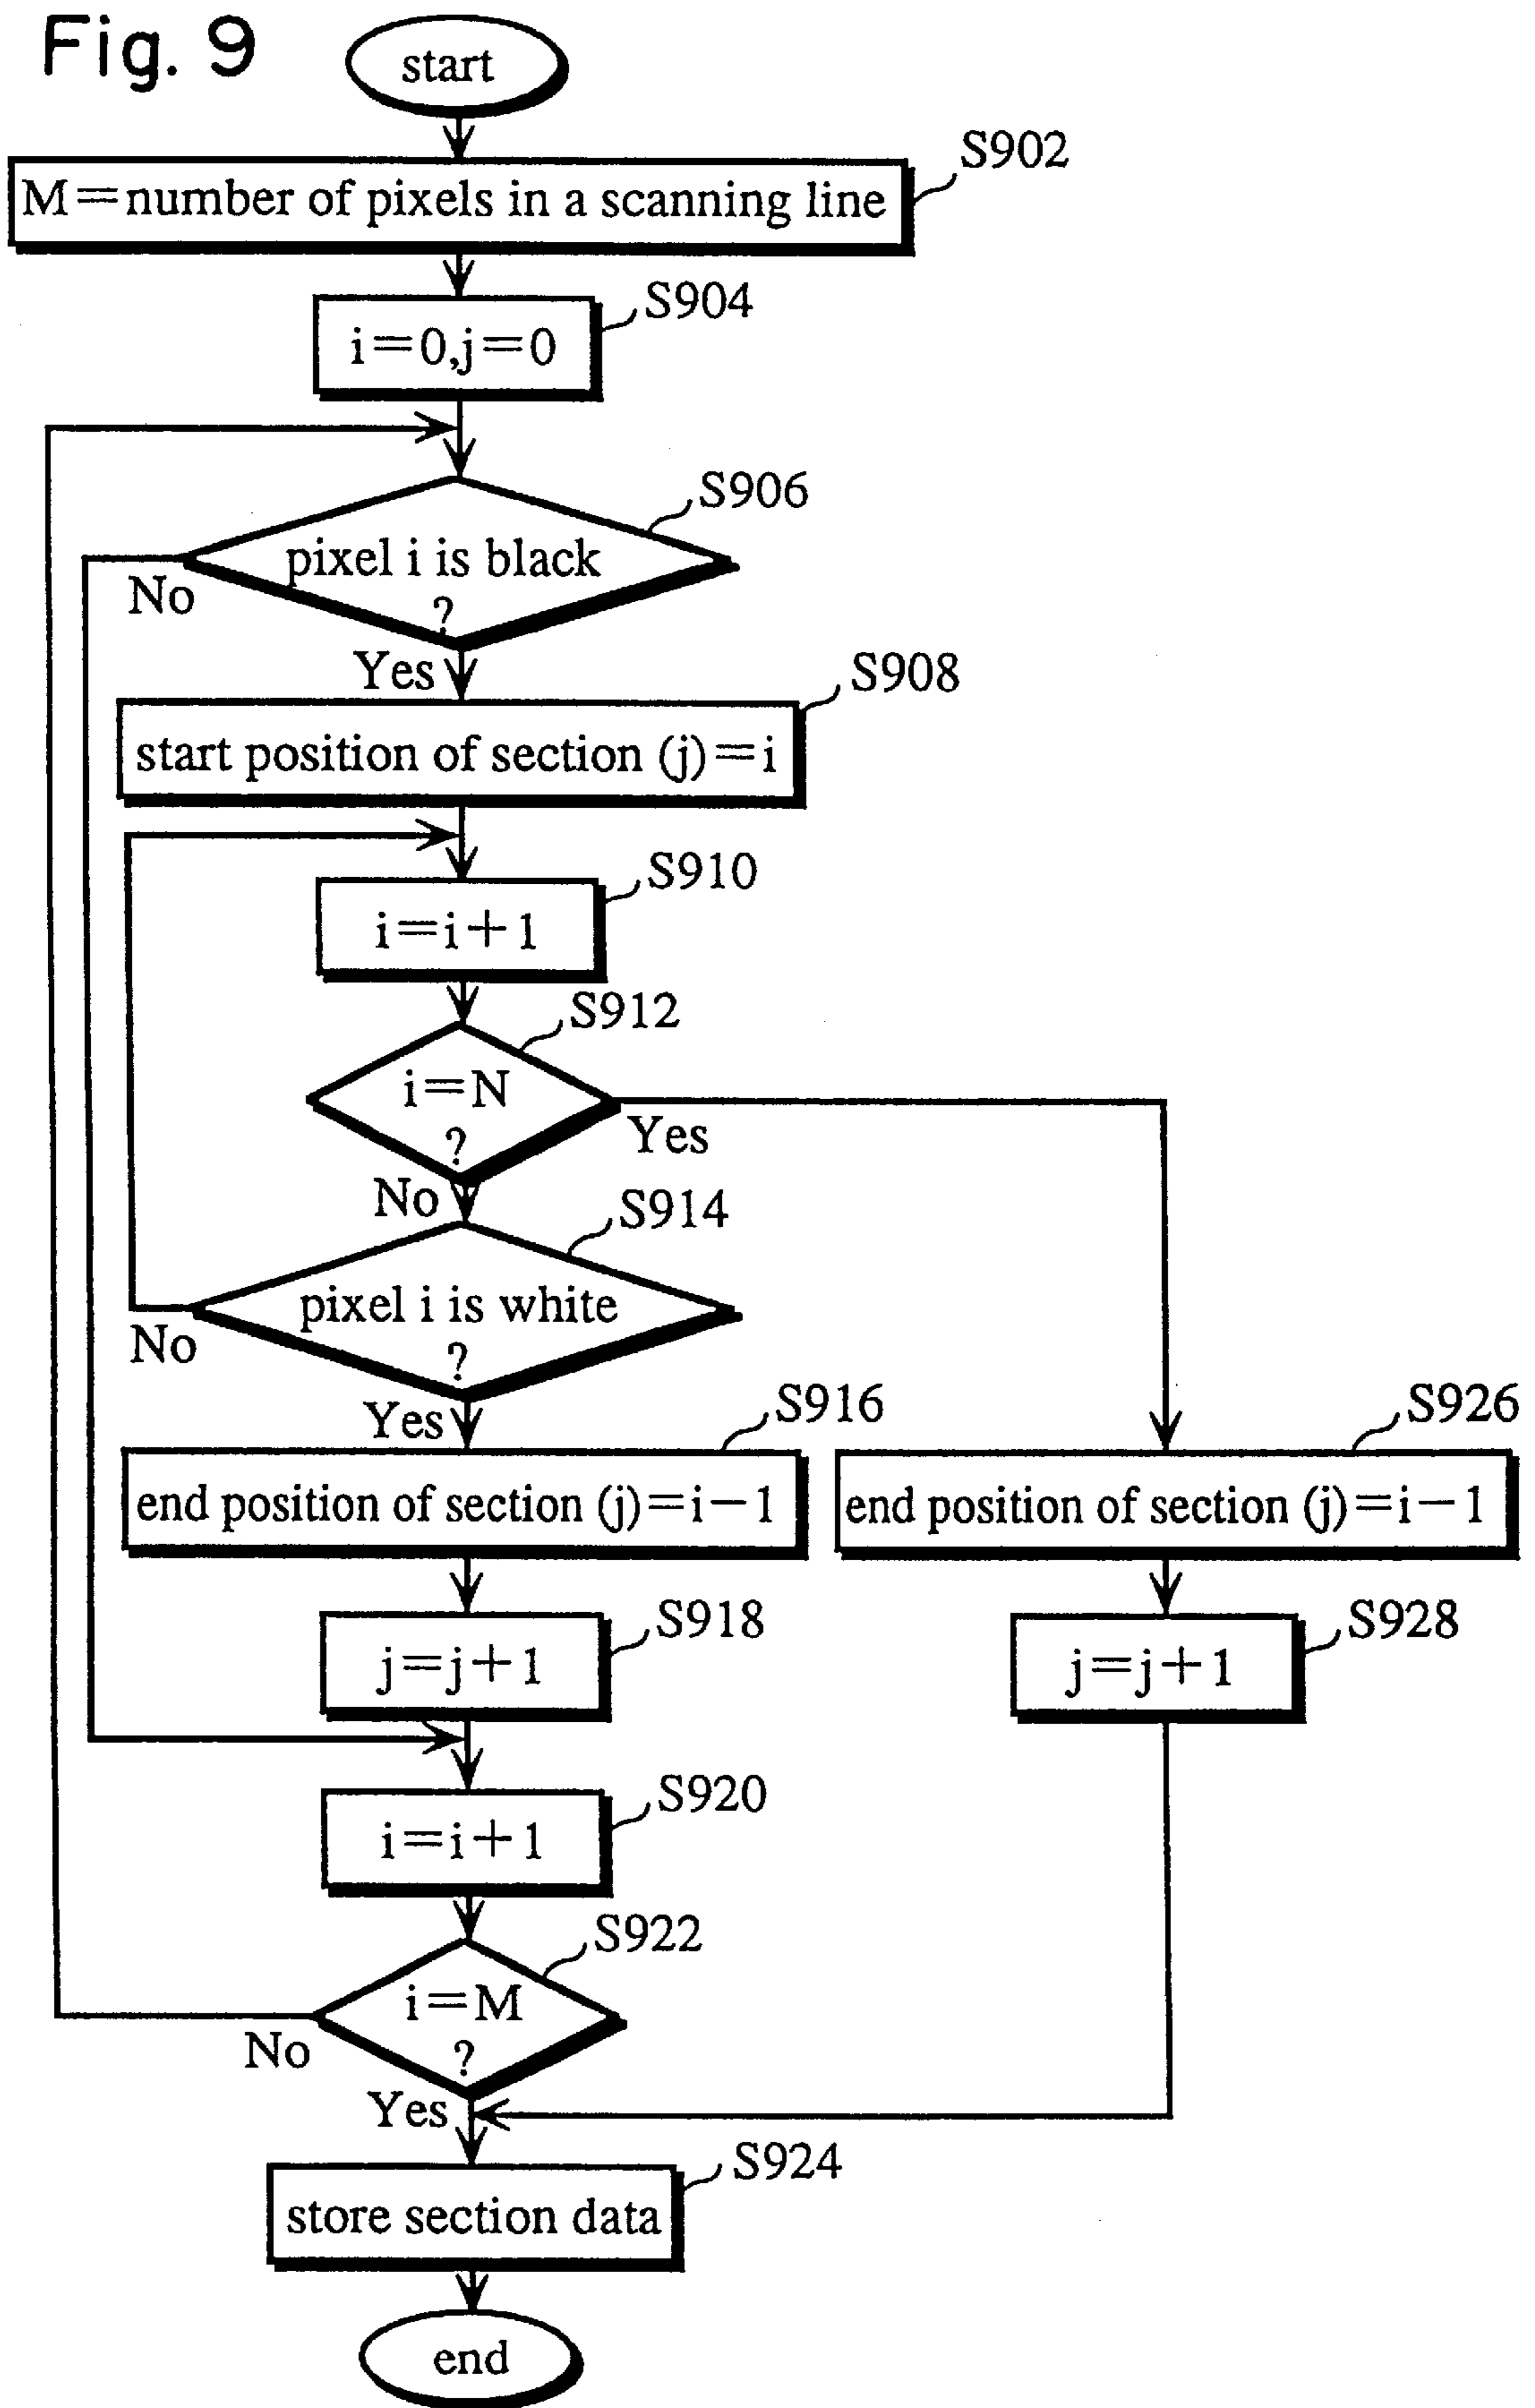 Fig. 9
start
S902
M=number of pixels in a scanning line
S904
i=0,j=0
S906
pixel i is black
?
No
Yes
S908
start position of section (j)=i
S910
i=i+1
S912
i=N
?
Yes
No
S914
pixel i is white
?
No
Yes
S916
end position of section (j)=i-1
S926
end position of section (j)=i-1
S918
j=j+1
S928
j=j+1
S920
i=i+1
S922
i=M
?
No
Yes
S924
store section data
end